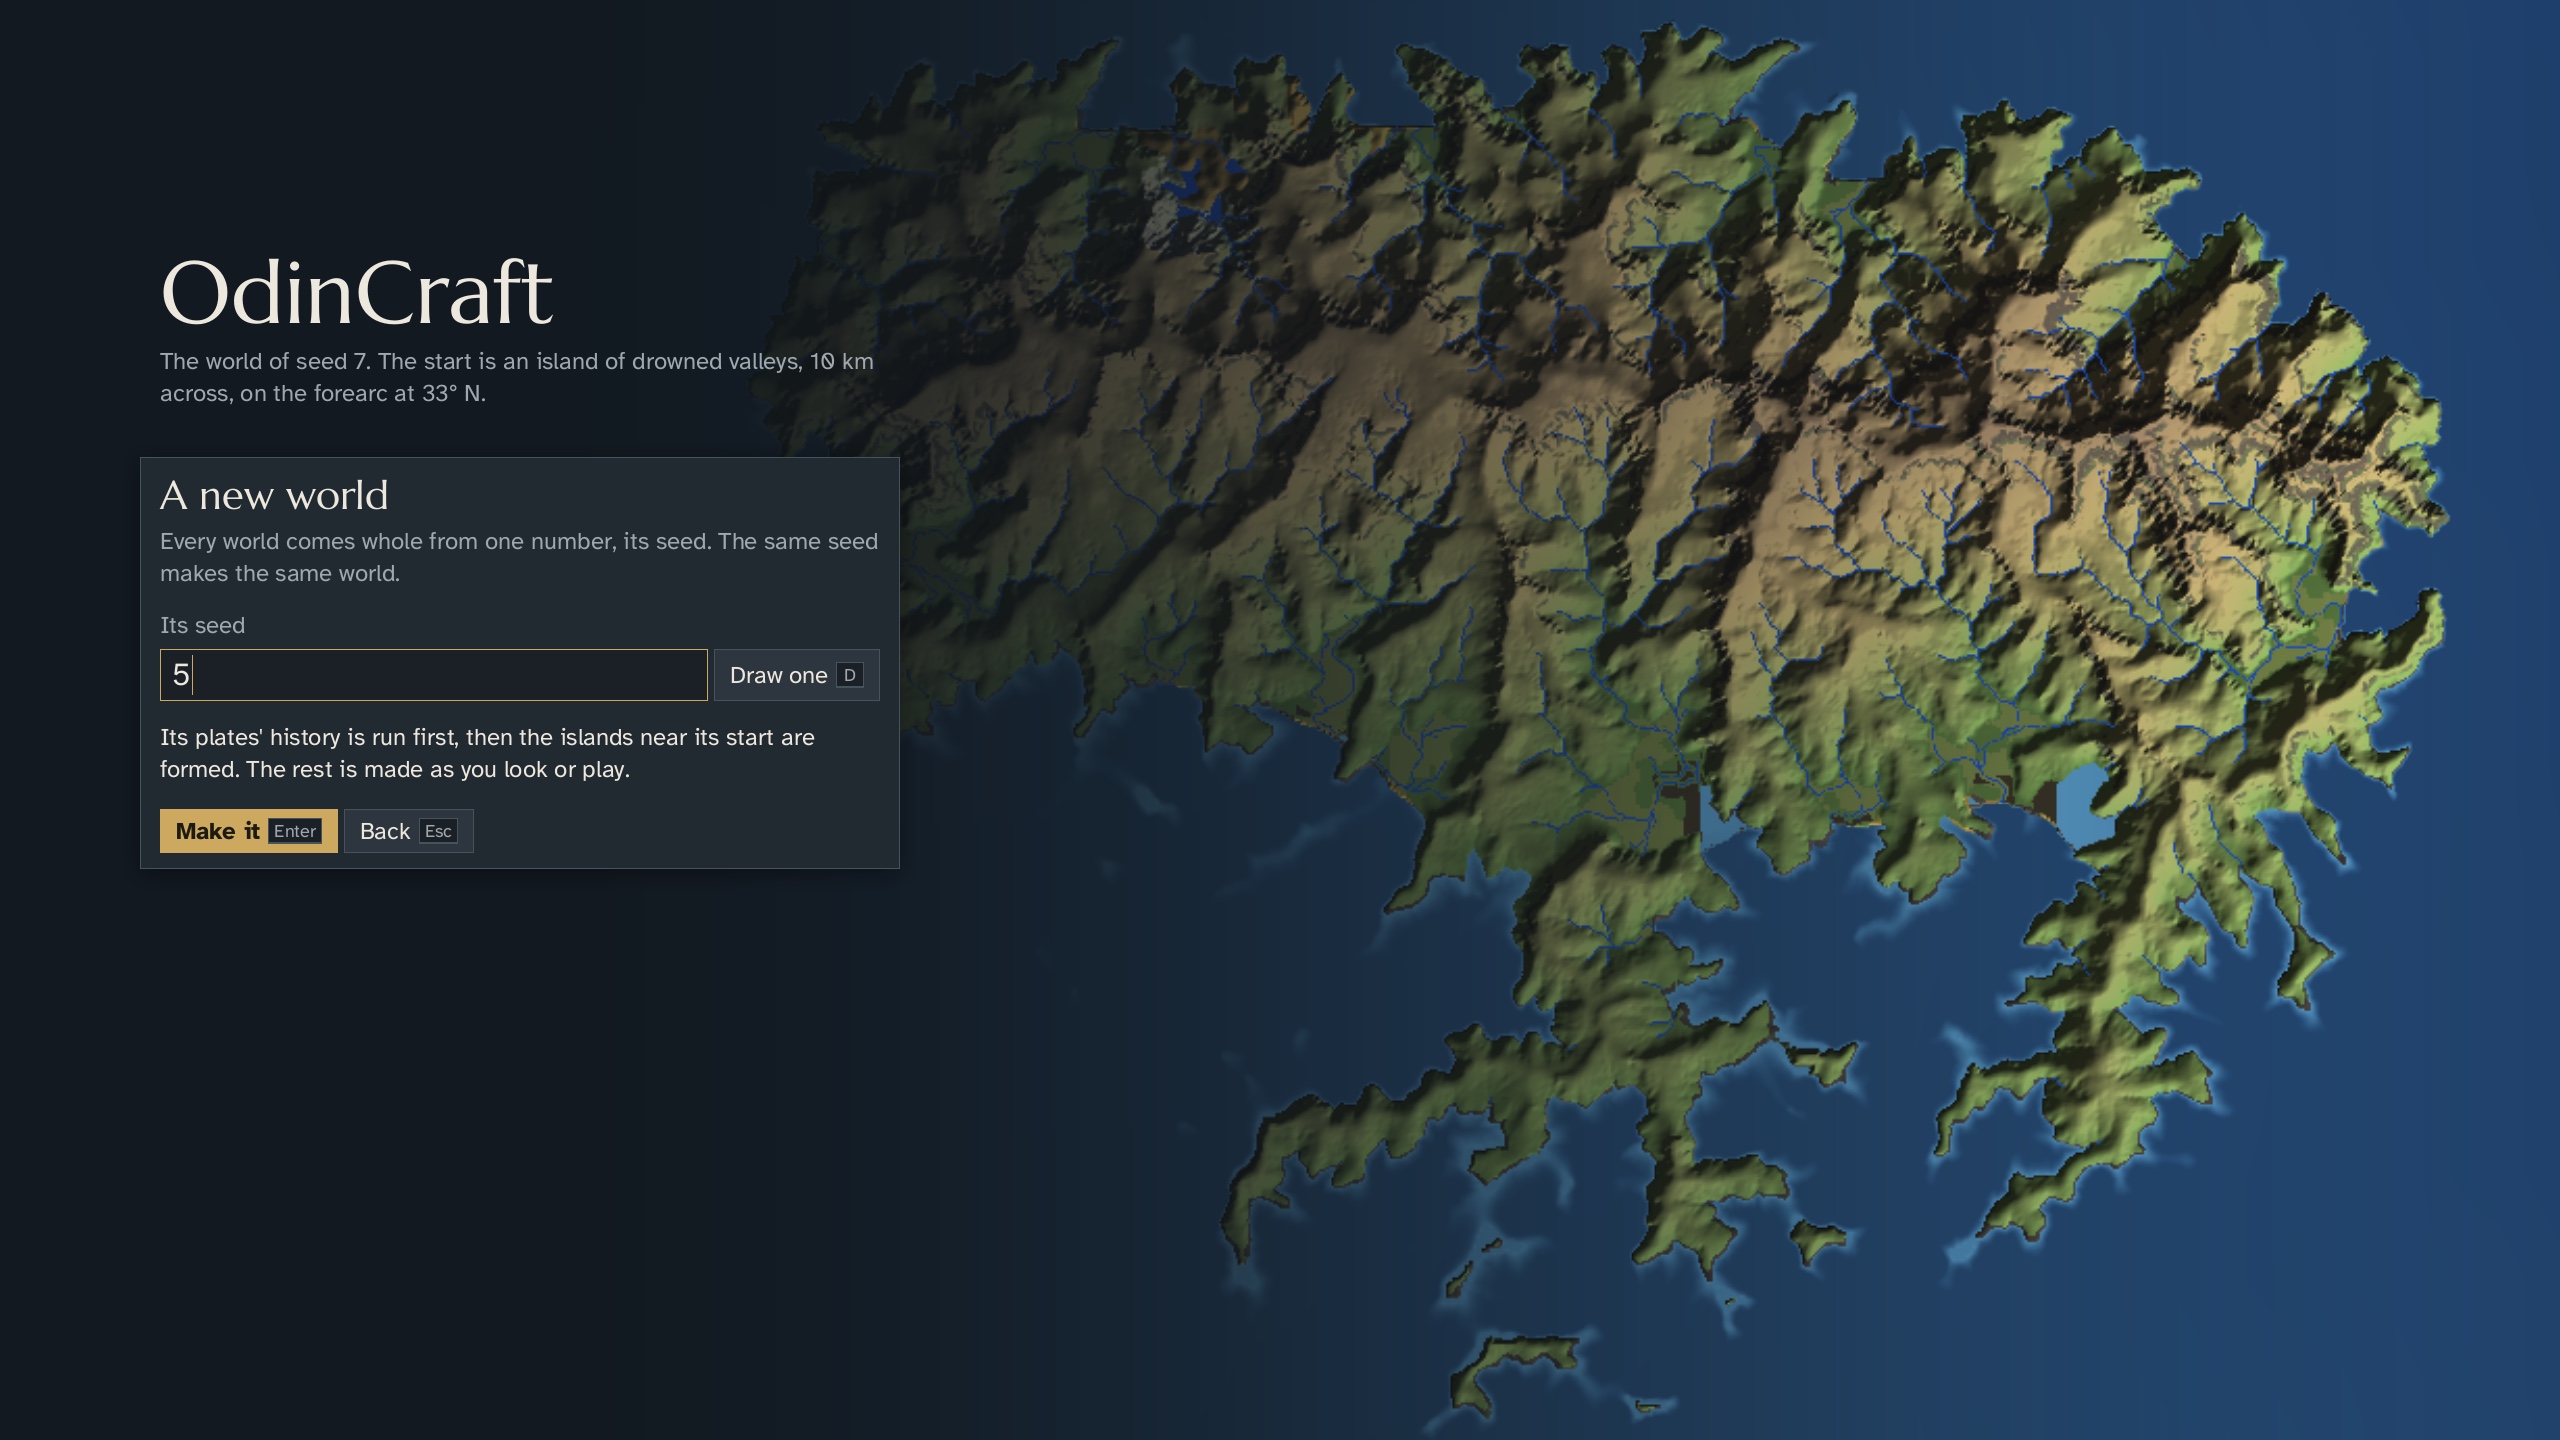 OdinCraft
The world of seed 7. The start is an island of drowned valleys, 10 km
across, on the forearc at 33° N.
A new world
Every world comes whole from one number, its seed. The same seed
makes the same world.
Its seed
5
Draw one D
Its plates' history is run first, then the islands near its start are
formed. The rest is made as you look or play.
Make it Enter
Back Esc